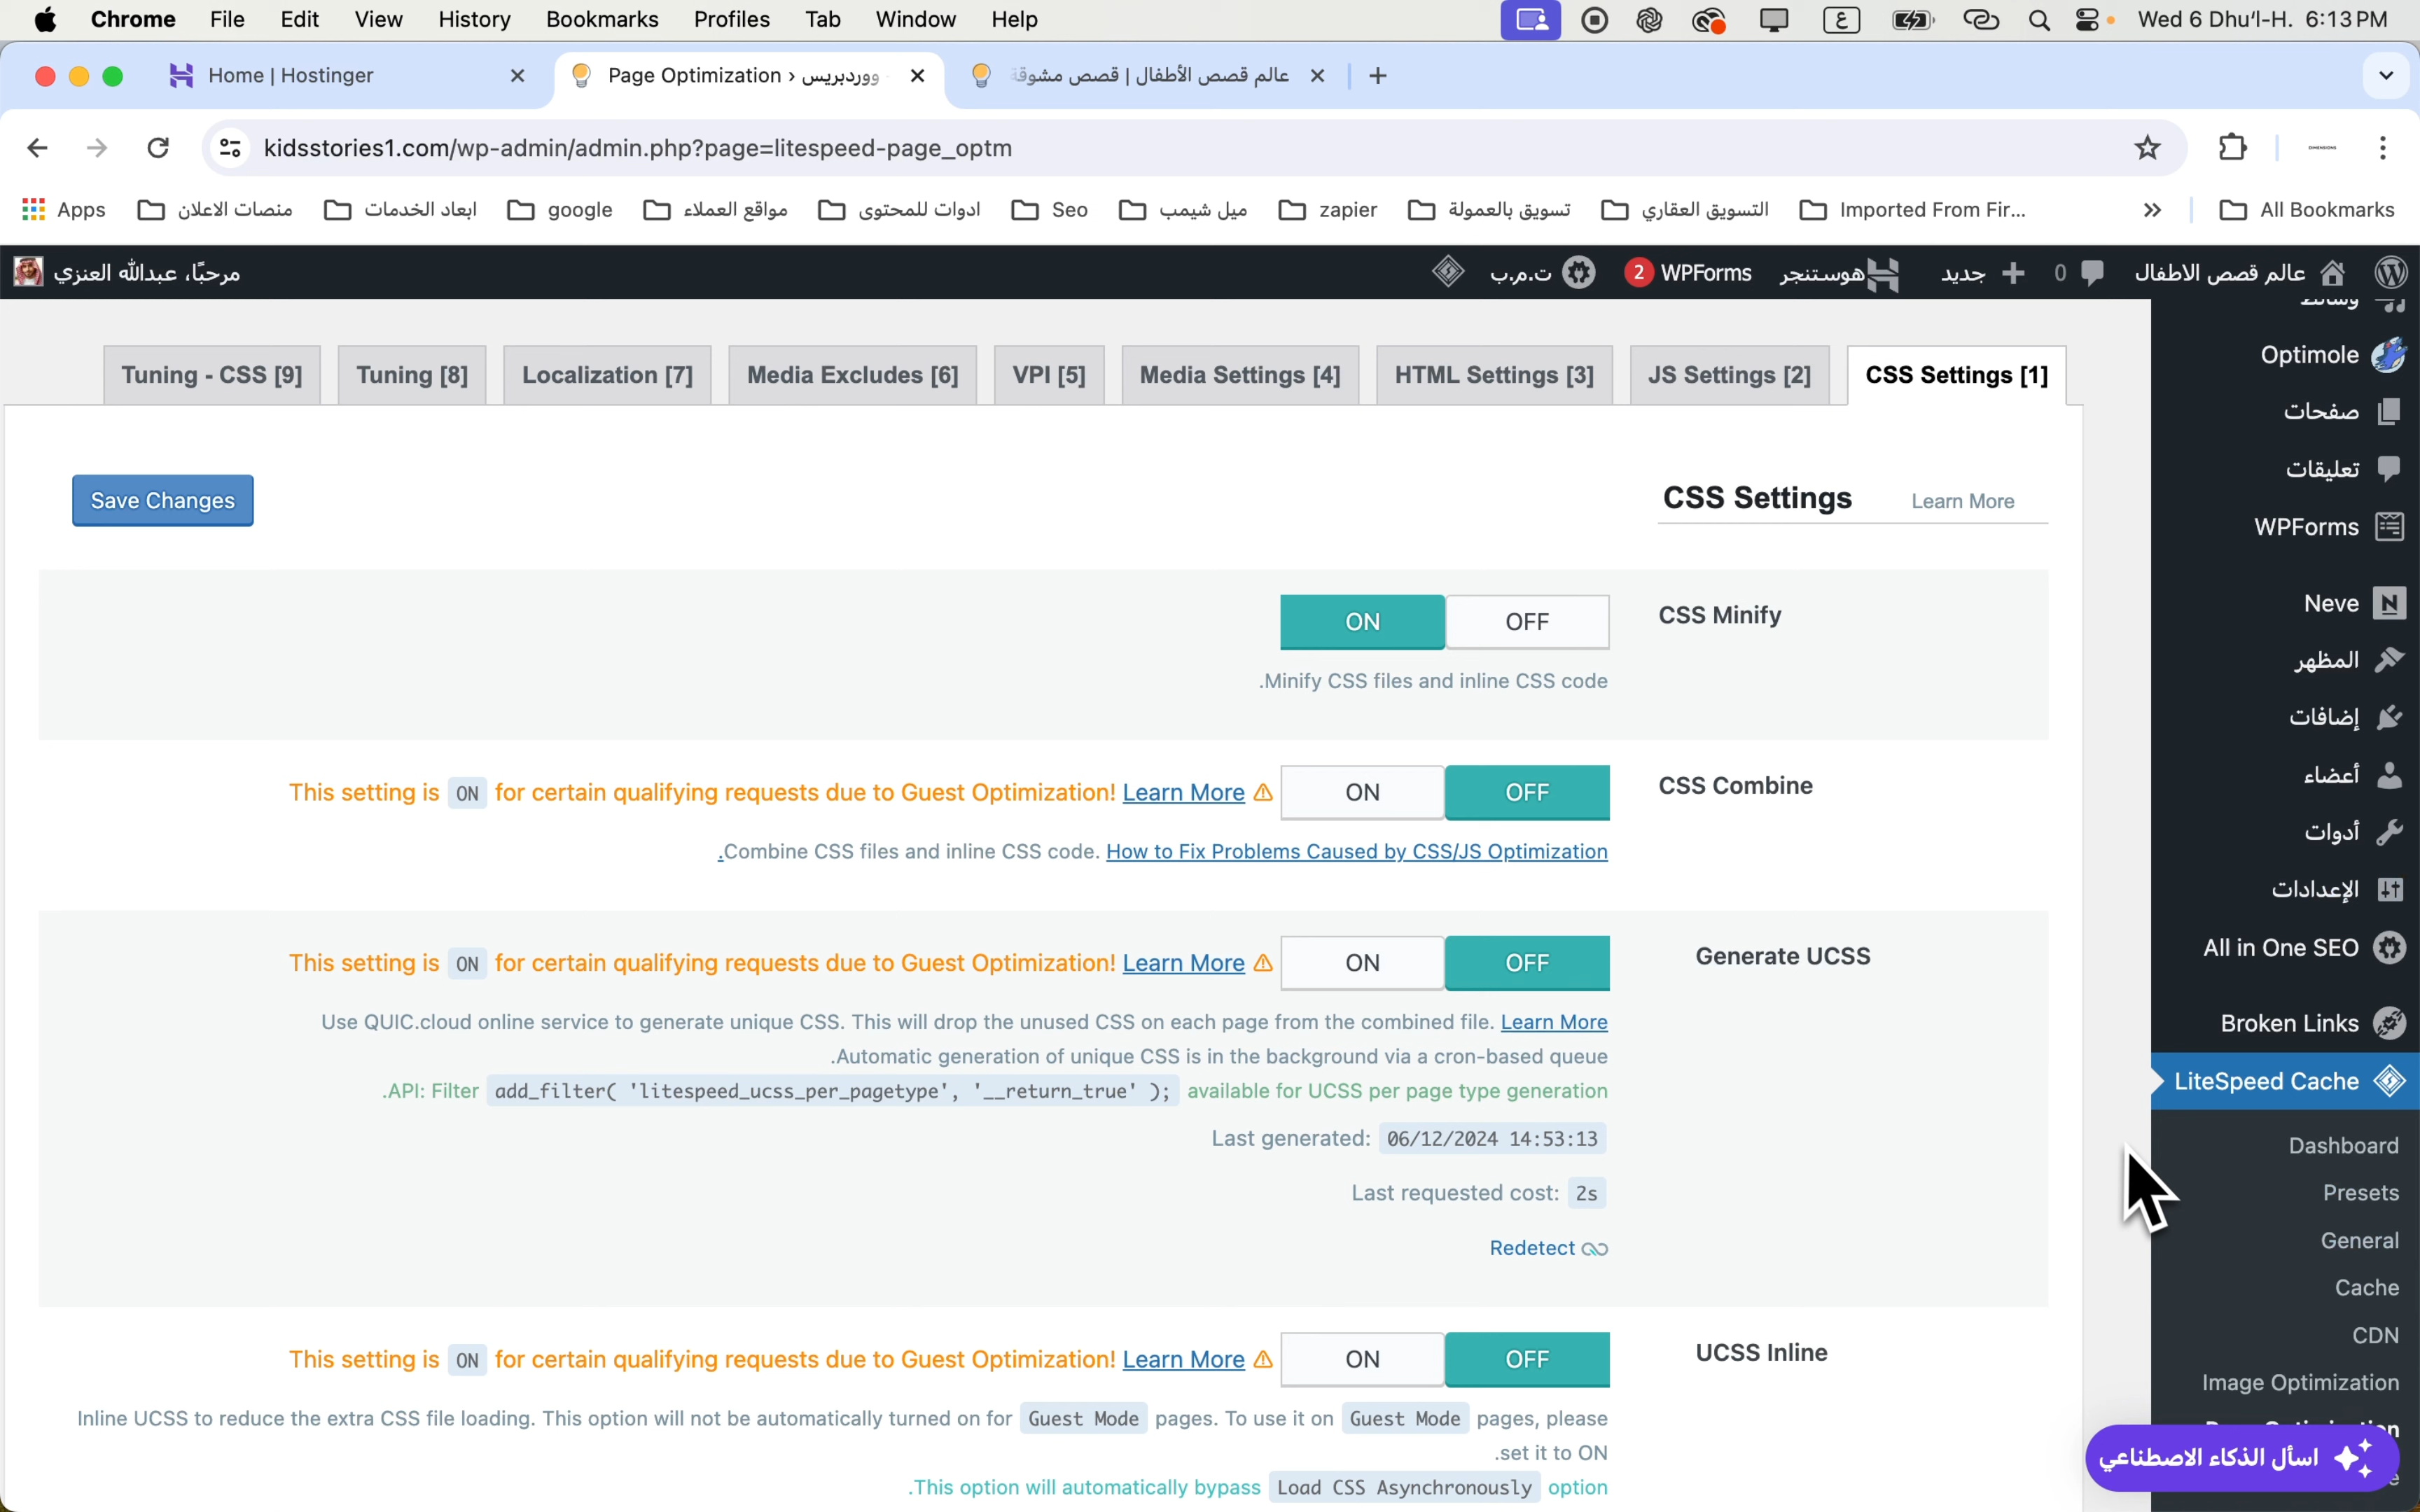 Chrome File Edit View History Bookmarks Profiles Tab Window Help ع Wed 6 Dhuʻl-H. 6:13 PM
Home | Hostinger
Page Optimization ‹ ووردبريس
عالم قصص الأطفال | قصص مشوقة
kidsstories1.com/wp-admin/admin.php?page=litespeed-page_optm
DIMENSIONS
Apps منصات الاعلان ابعاد الخدمات google مواقع العملاء ادوات للمحتوى Seo ميل شيمب zapier تسويق بالعمولة التسويق العقاري Imported From Fir... » All Bookmarks
عالم قصص الاطفال 0 جديد هوستنجر WPForms 2 ت.م.ب مرحبًا، عبدالله العنزي
CSS Settings [1] JS Settings [2] HTML Settings [3] Media Settings [4] VPI [5] Media Excludes [6] Localization [7] Tuning [8] Tuning - CSS [9]
CSS Settings Learn More
Save Changes
CSS Minify
ON OFF
.Minify CSS files and inline CSS code
CSS Combine
ON OFF
This setting is ON for certain qualifying requests due to Guest Optimization! Learn More
.Combine CSS files and inline CSS code. How to Fix Problems Caused by CSS/JS Optimization
Generate UCSS
ON OFF
This setting is ON for certain qualifying requests due to Guest Optimization! Learn More
Use QUIC.cloud online service to generate unique CSS. This will drop the unused CSS on each page from the combined file. Learn More
.Automatic generation of unique CSS is in the background via a cron-based queue
.API: Filter add_filter( 'litespeed_ucss_per_pagetype', '__return_true' ); available for UCSS per page type generation
Last generated: 06/12/2024 14:53:13
Last requested cost: 2s
Redetect
UCSS Inline
ON OFF
This setting is ON for certain qualifying requests due to Guest Optimization! Learn More
Inline UCSS to reduce the extra CSS file loading. This option will not be automatically turned on for Guest Mode pages. To use it on Guest Mode pages, please
.set it to ON
.This option will automatically bypass Load CSS Asynchronously option
وسائط
Optimole
صفحات
تعليقات
WPForms
Neve
المظهر
إضافات
أعضاء
أدوات
الإعدادات
All in One SEO
Broken Links
LiteSpeed Cache
Dashboard
Presets
General
Cache
CDN
Image Optimization
اسأل الذكاء الاصطناعي